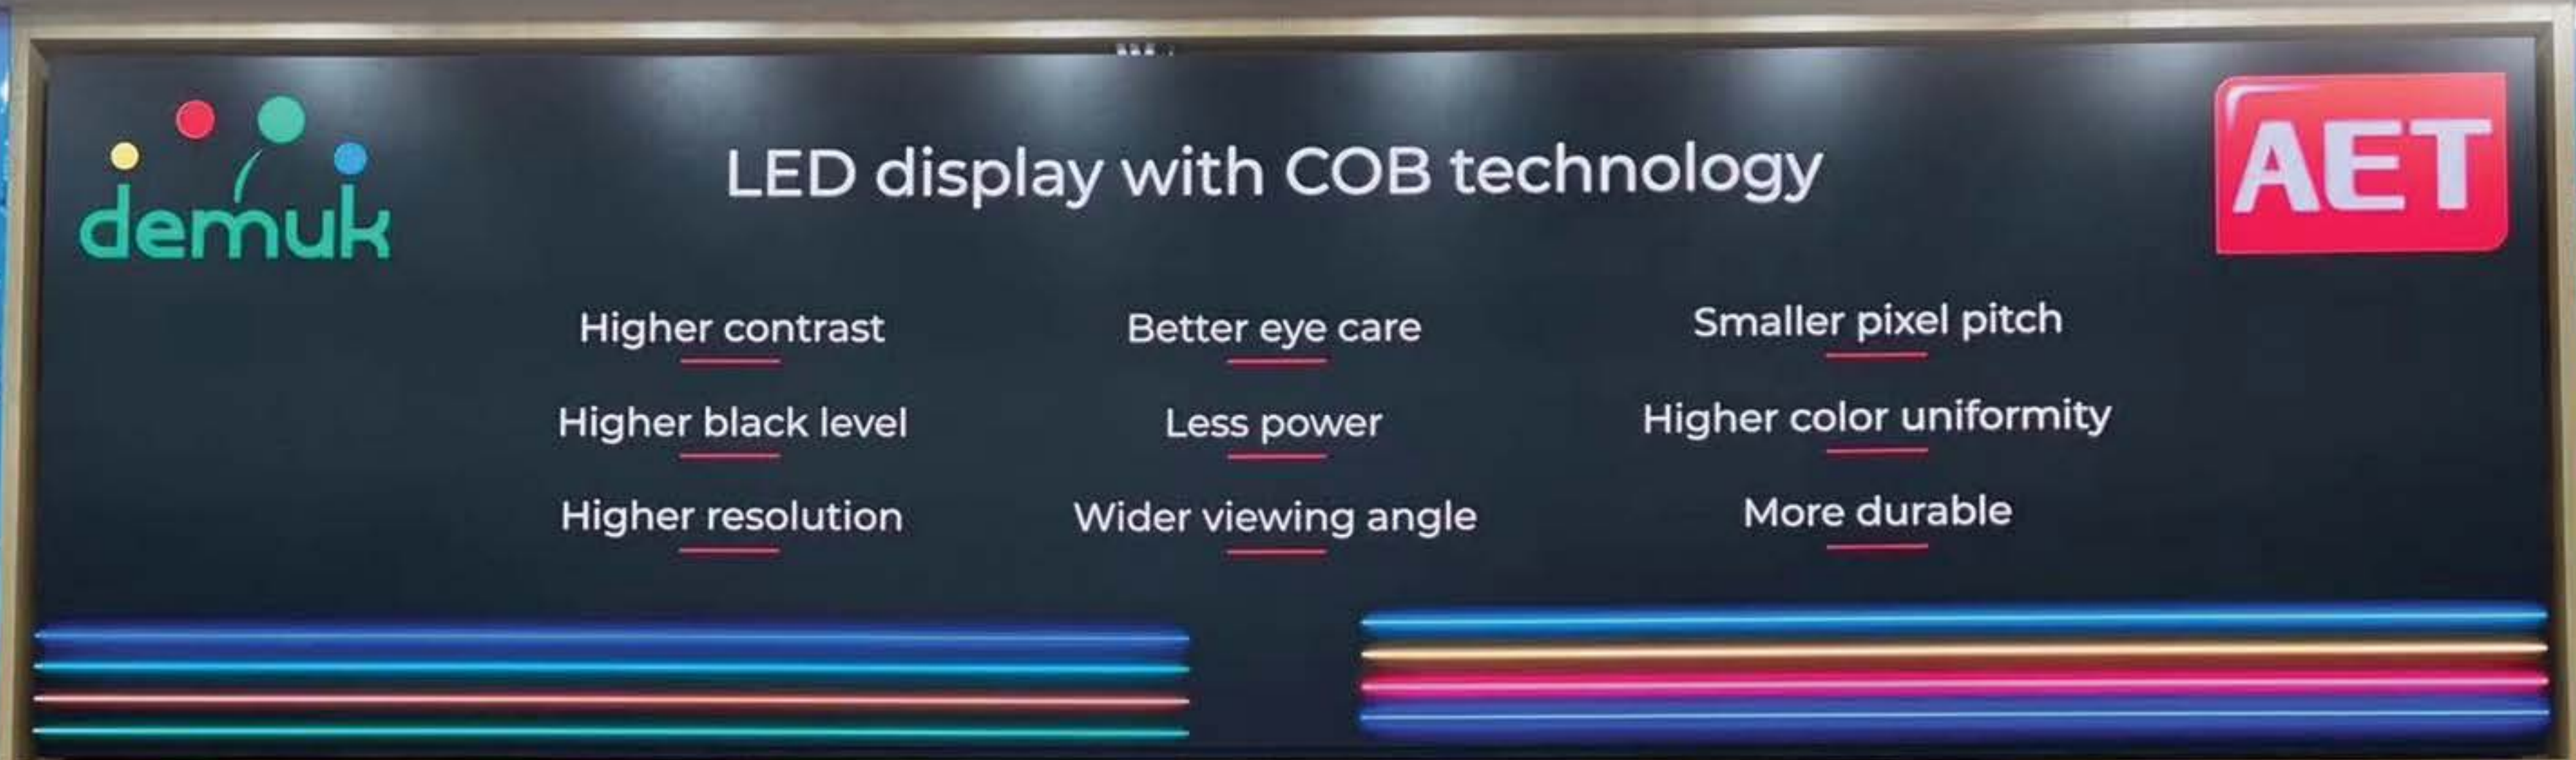 demuk
LED display with COB technology
AET
Higher contrast
Better eye care
Smaller pixel pitch
Higher black level
Less power
Higher color uniformity
Higher resolution
Wider viewing angle
More durable